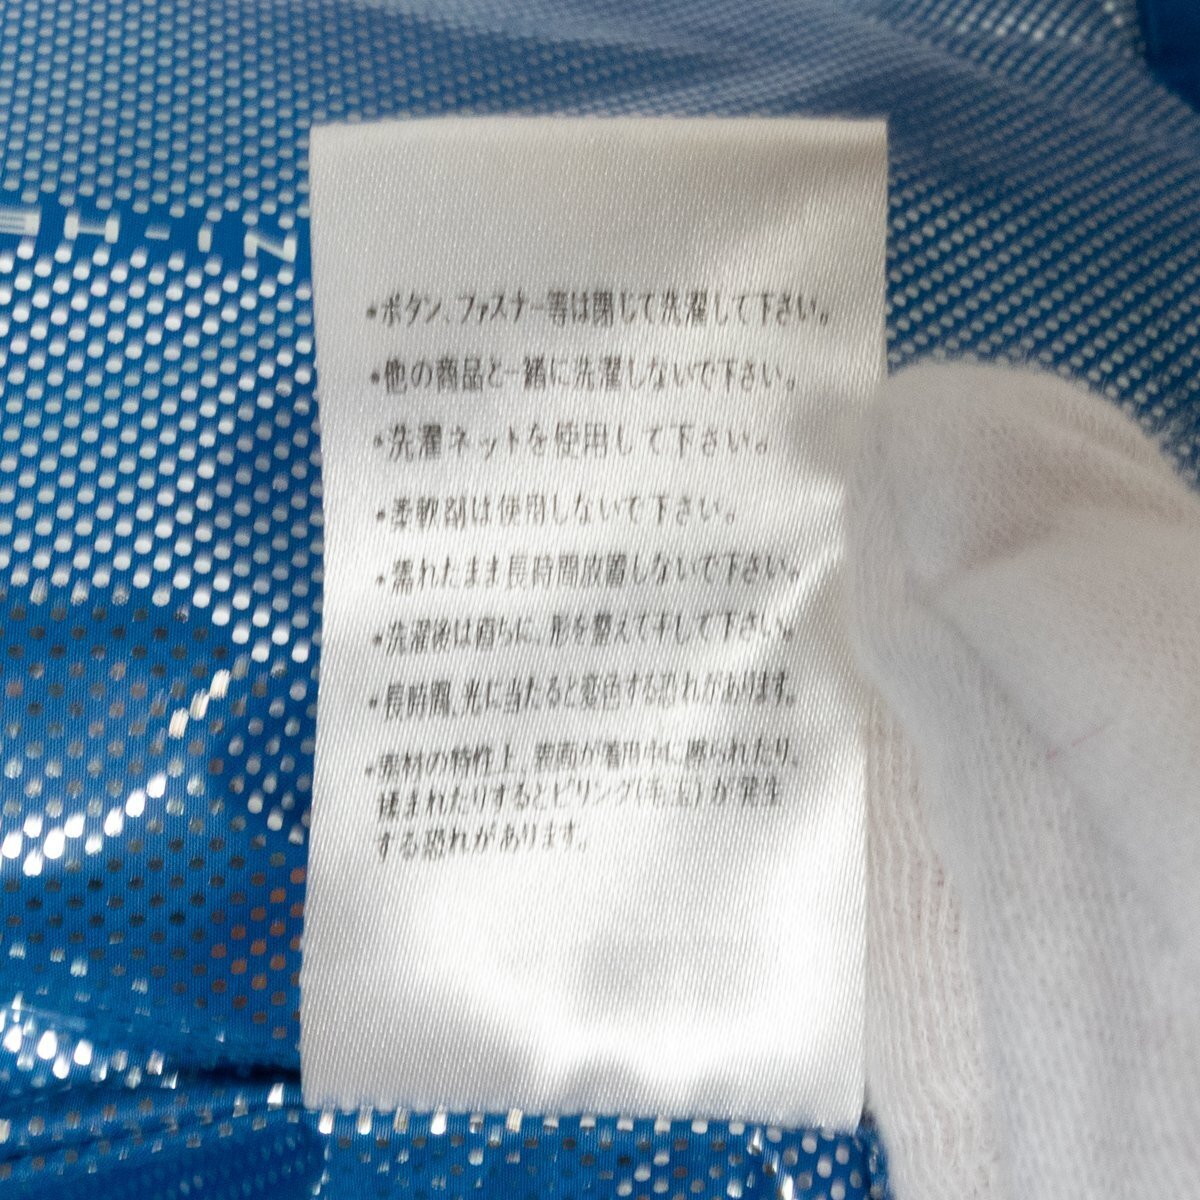 •ボタン、ファスナー等は閉じて洗濯して下さい。
•他の商品と一緒に洗濯しないで下さい。
•洗濯ネットを使用して下さい。
•柔軟剤は使用しないで下さい。
•濡れたまま長時間放置しないで下さい。
•洗濯後は直ちに、形を整えて干して下さい。
•長時間、光に当たると変色する恐れがあります。
•素材の特性上、表面が着用中に擦られたり、
揉まれたりするとピリング(毛玉)が発生
する恐れがあります。